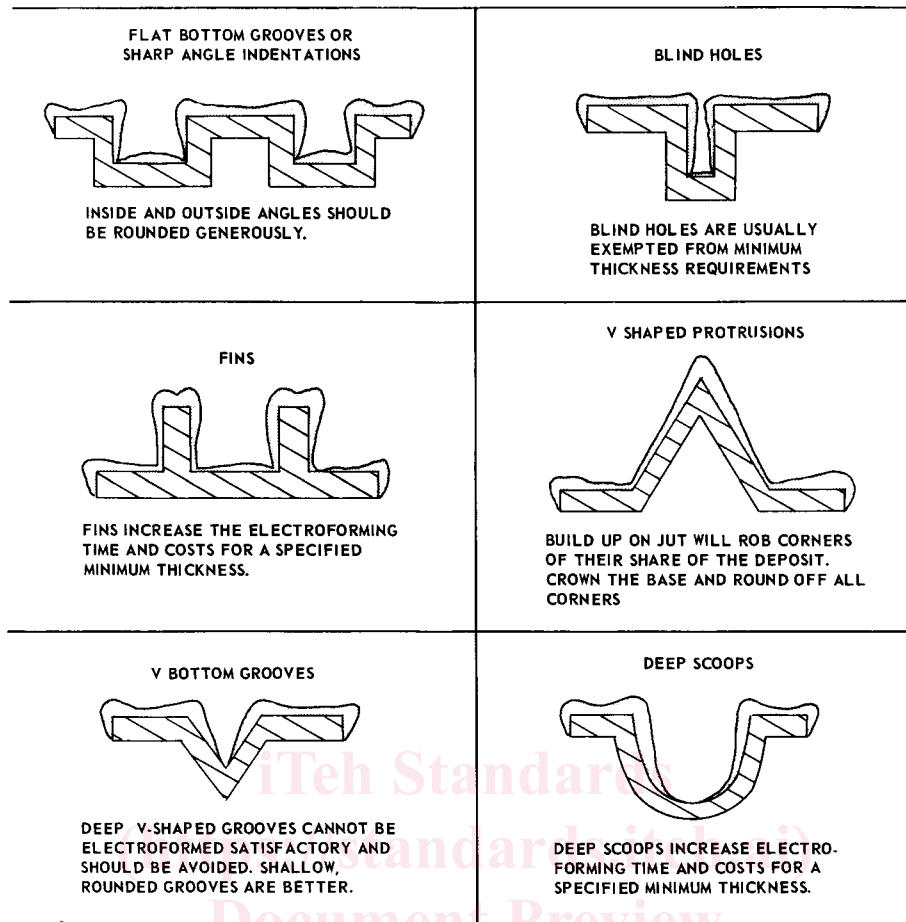 FLAT BOTTOM GROOVES OR
SHARP ANGLE INDENTATIONS
INSIDE AND OUTSIDE ANGLES SHOULD
BE ROUNDED GENEROUSLY.
BLIND HOLES
BLIND HOLES ARE USUALLY
EXEMPTED FROM MINIMUM
THICKNESS REQUIREMENTS
FINS
FINS INCREASE THE ELECTROFORMING
TIME AND COSTS FOR A SPECIFIED
MINIMUM THICKNESS.
V SHAPED PROTRUSIONS
BUILD UP ON JUT WILL ROB CORNERS
OF THEIR SHARE OF THE DEPOSIT.
CROWN THE BASE AND ROUND OFF ALL
CORNERS
V BOTTOM GROOVES
DEEP V-SHAPED GROOVES CANNOT BE
ELECTROFORMED SATISFACTORY AND
SHOULD BE AVOIDED. SHALLOW,
ROUNDED GROOVES ARE BETTER.
DEEP SCOOPS
DEEP SCOOPS INCREASE ELECTRO-
FORMING TIME AND COSTS FOR A
SPECIFIED MINIMUM THICKNESS.
iTeh Standards
Document Preview